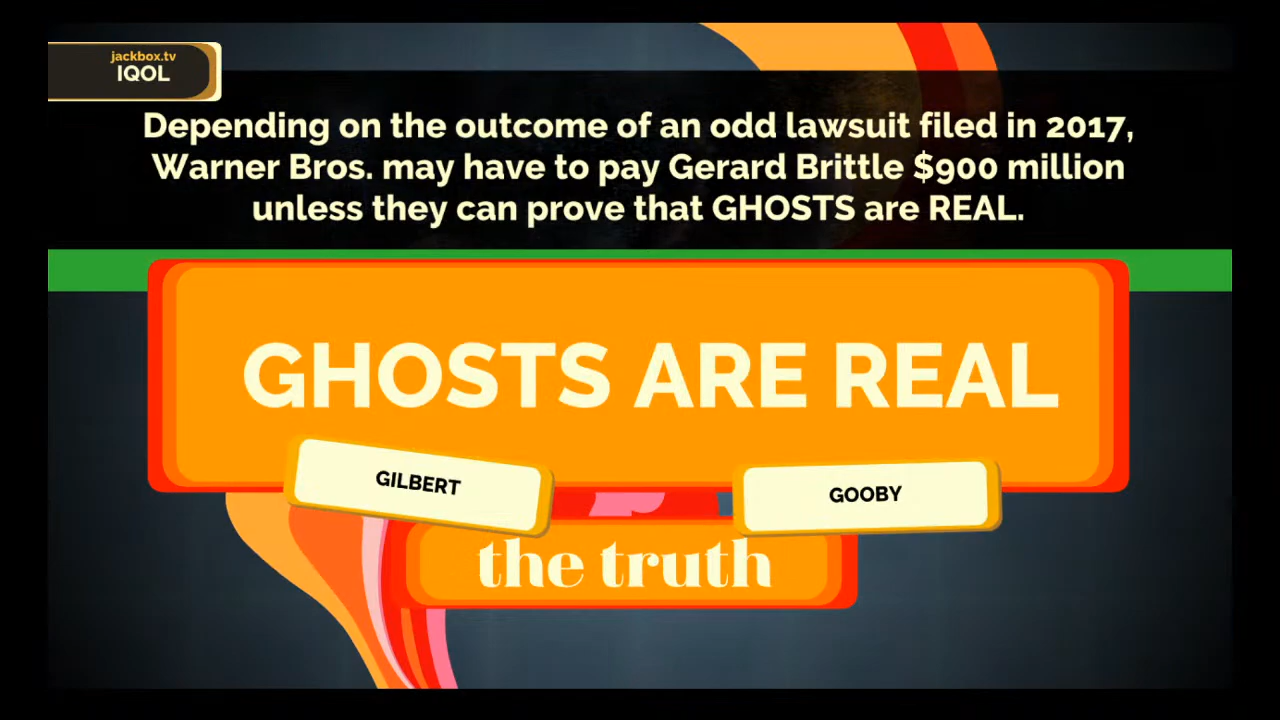 jackbox.tv
IQOL
Depending on the outcome of an odd lawsuit filed in 2017,
Warner Bros. may have to pay Gerard Brittle $900 million
unless they can prove that GHOSTS are REAL.
GHOSTS ARE REAL
GILBERT
GOOBY
the truth